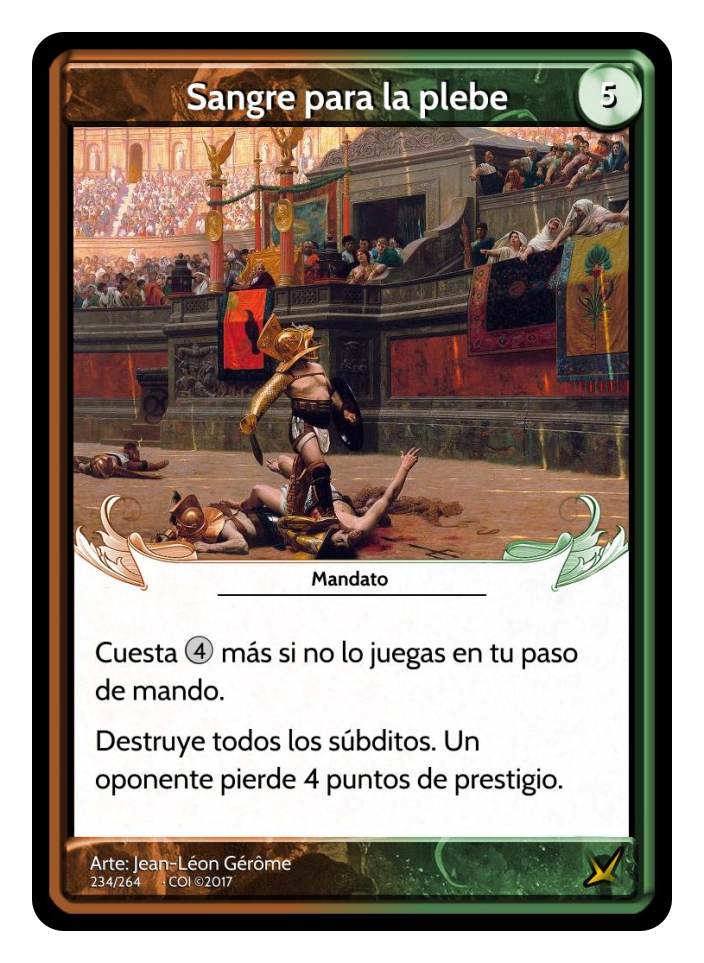 Sangre para la plebe
5
Mandato
Cuesta 4 más si no lo juegas en tu paso
de mando.
Destruye todos los súbditos. Un
oponente pierde 4 puntos de prestigio.
Arte: Jean-Léon Gérôme
234/264 · COI ©2017